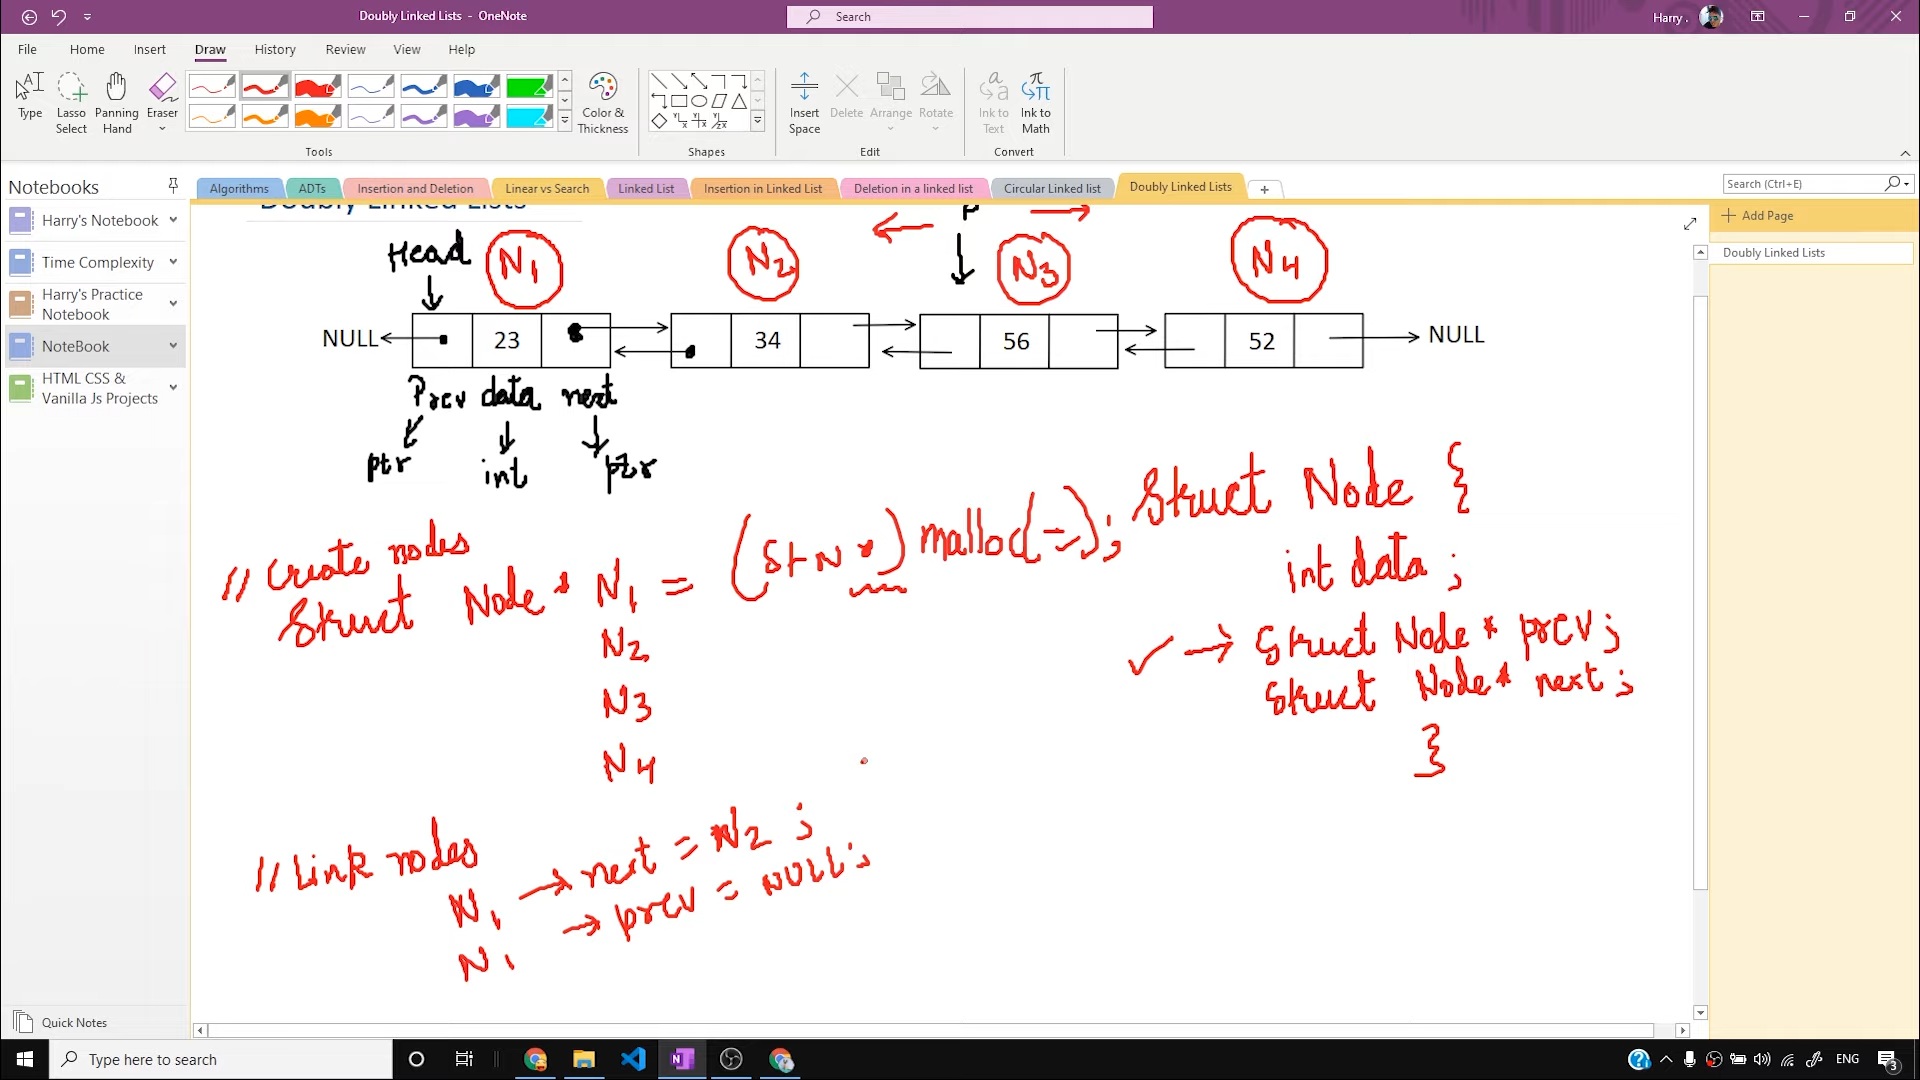 Doubly Linked Lists - OneNote
Search
Harry .
File Home Insert Draw History Review View Help
Type
Lasso Select
Panning Hand
Eraser
Color & Thickness
Insert Space
Delete
Arrange
Rotate
Ink to Text
Ink to Math
Tools
Shapes
Edit
Convert
Notebooks
Algorithms
ADTs
Insertion and Deletion
Linear vs Search
Linked List
Insertion in Linked List
Deletion in a linked list
Circular Linked list
Doubly Linked Lists
Search (Ctrl+E)
Harry's Notebook
Time Complexity
Harry's Practice Notebook
NoteBook
HTML CSS & Vanilla Js Projects
Quick Notes
Add Page
Doubly Linked Lists
Doubly Linked Lists
P
Head N1 N2 N3 N4
NULL 23 34 56 52 NULL
Prev data next
ptr int ptr
// Create nodes
Struct Node * N1 = (St N *) malloc(-);
N2
N3
N4
Struct Node {
int data ;
Struct Node * prev ;
Struct Node * next ;
}
// Link nodes
N1 → next = N2 ;
N1 → prev = NULL ;
Type here to search
ENG
3